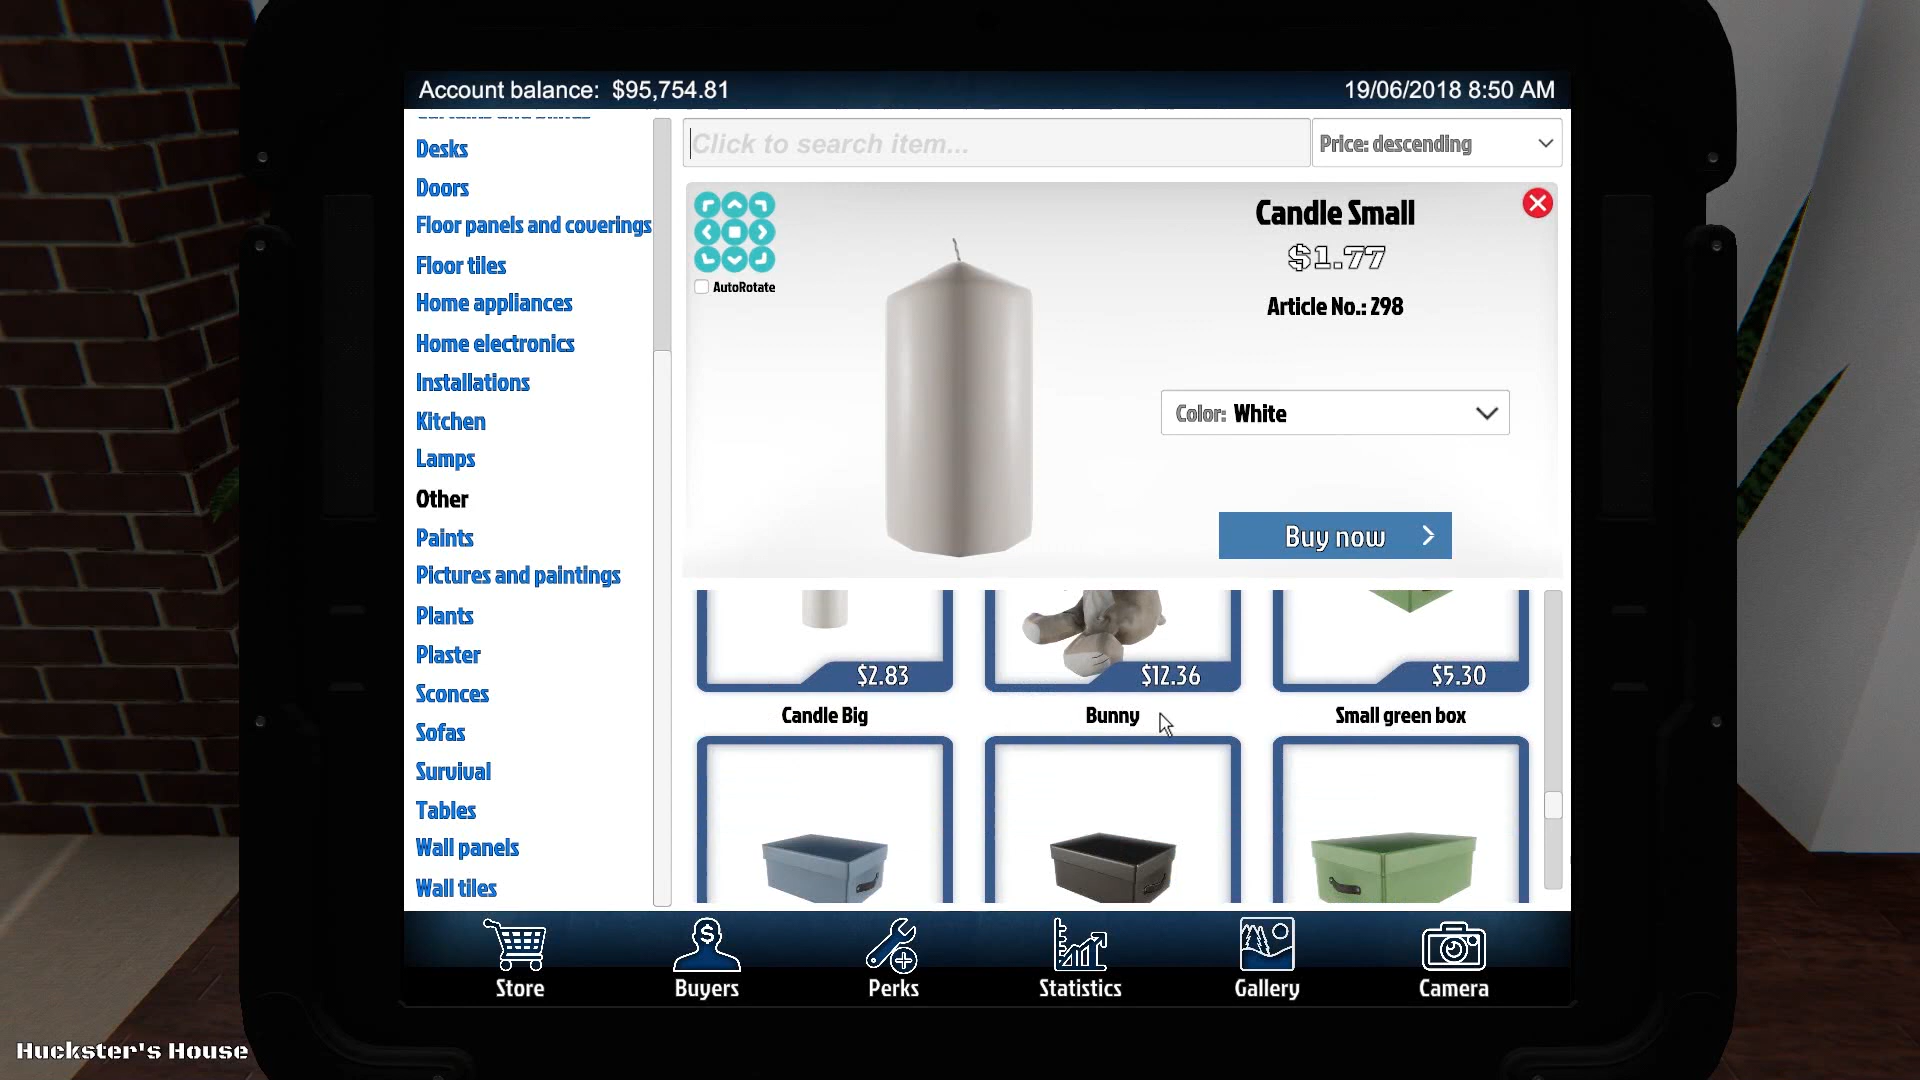 Account balance: $95,754.81
19/06/2018 8:50 AM
Click to search item...
Price: descending
Desks
Doors
Floor panels and coverings
Floor tiles
Home appliances
Home electronics
Installations
Kitchen
Lamps
Other
Paints
Pictures and paintings
Plants
Plaster
Sconces
Sofas
Survival
Tables
Wall panels
Wall tiles
AutoRotate
Candle Small
$1.77
Article No.: 298
Color: White
Buy now
$2.83
$12.36
$5.30
Candle Big
Bunny
Small green box
Store
Buyers
Perks
Statistics
Gallery
Camera
Huckster's House